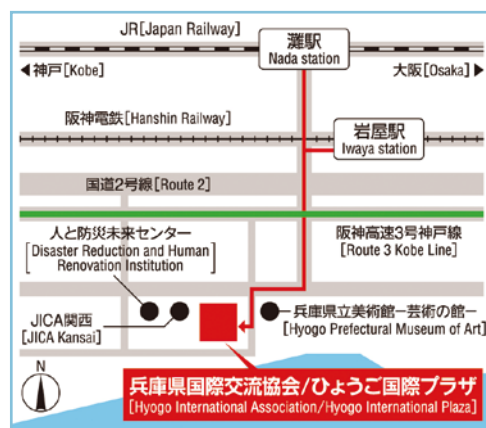 JR[Japan Railway]
灘駅
Nada station
◀神戸[Kobe]
大阪[Osaka]▶
阪神電鉄[Hanshin Railway]
岩屋駅
Iwaya station
国道2号線[Route 2]
人と防災未来センター
[Disaster Reduction and Human
Renovation Institution]
阪神高速3号神戸線
[Route 3 Kobe Line]
JICA関西
[JICA Kansai]
兵庫県立美術館－芸術の館－
[Hyogo Prefectural Museum of Art]
N
兵庫県国際交流協会/ひょうご国際プラザ
[Hyogo International Association/Hyogo International Plaza]